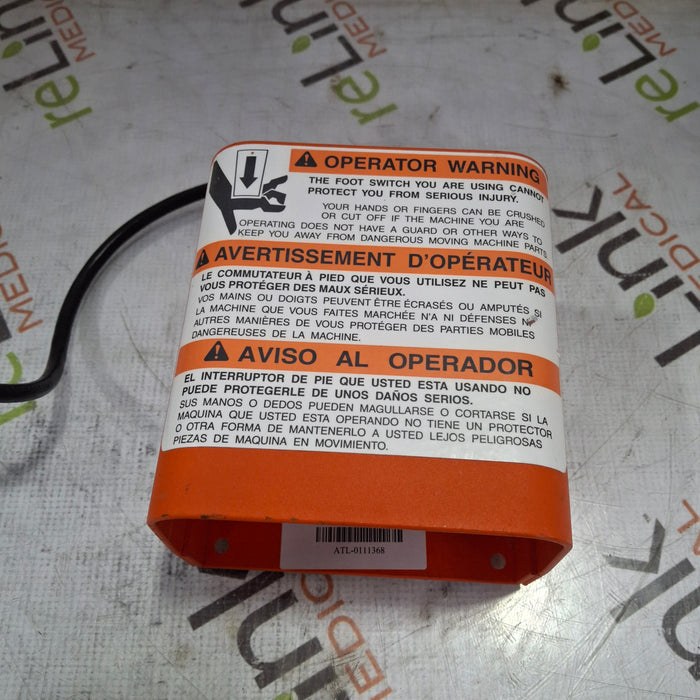 OPERATOR WARNING
THE FOOT SWITCH YOU ARE USING CANNOT
PROTECT YOU FROM SERIOUS INJURY.
YOUR HANDS OR FINGERS CAN BE CRUSHED
OR CUT OFF IF THE MACHINE YOU ARE
OPERATING DOES NOT HAVE A GUARD OR OTHER WAYS TO
KEEP YOU AWAY FROM DANGEROUS MOVING MACHINE PARTS
AVERTISSEMENT D'OPÉRATEUR
LE COMMUTATEUR À PIED QUE VOUS UTILISEZ NE PEUT PAS
VOUS PROTÉGER DES MAUX SÉRIEUX.
VOS MAINS OU DOIGTS PEUVENT ÊTRE ÉCRASÉS OU AMPUTÉS SI
LA MACHINE QUE VOUS FAITES MARCHÉE N'A NI DÉFENSES NI
AUTRES MANIÈRES DE VOUS PROTÉGER DES PARTIES MOBILES
DANGEREUSES DE LA MACHINE.
AVISO AL OPERADOR
EL INTERRUPTOR DE PIE QUE USTED ESTA USANDO NO
PUEDE PROTEGERLE DE UNOS DAÑOS SERIOS.
SUS MANOS O DEDOS PUEDEN MAGULLARSE O CORTARSE SI LA
MAQUINA QUE USTED ESTA OPERANDO NO TIENE UN PROTECTOR
O OTRA FORMA DE MANTENERLO A USTED LEJOS PELIGROSAS
PIEZAS DE MAQUINA EN MOVIMIENTO.
ATL-0111368
reLink
MEDICAL
reLink
MEDICAL
reLink
MEDICAL